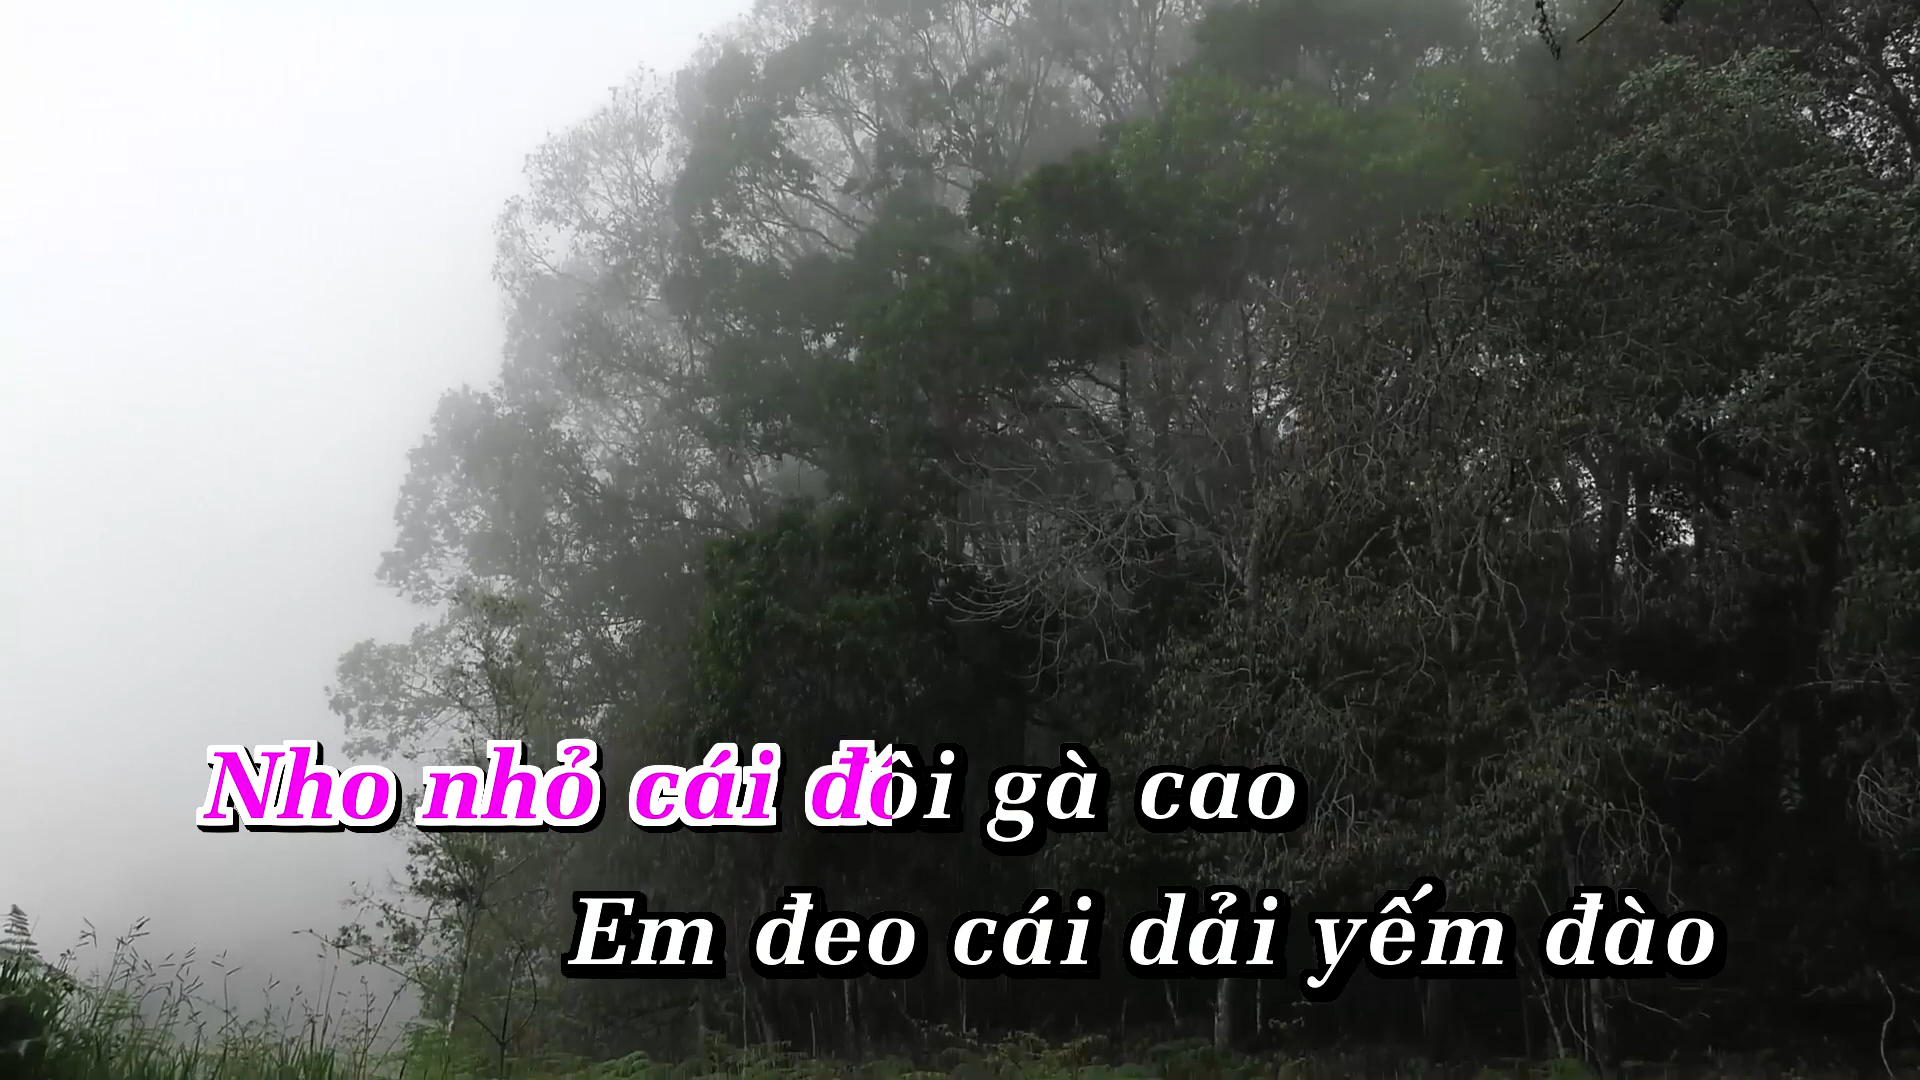 Nho nhỏ cái đôi gà cao
Em đeo cái dải yếm đào